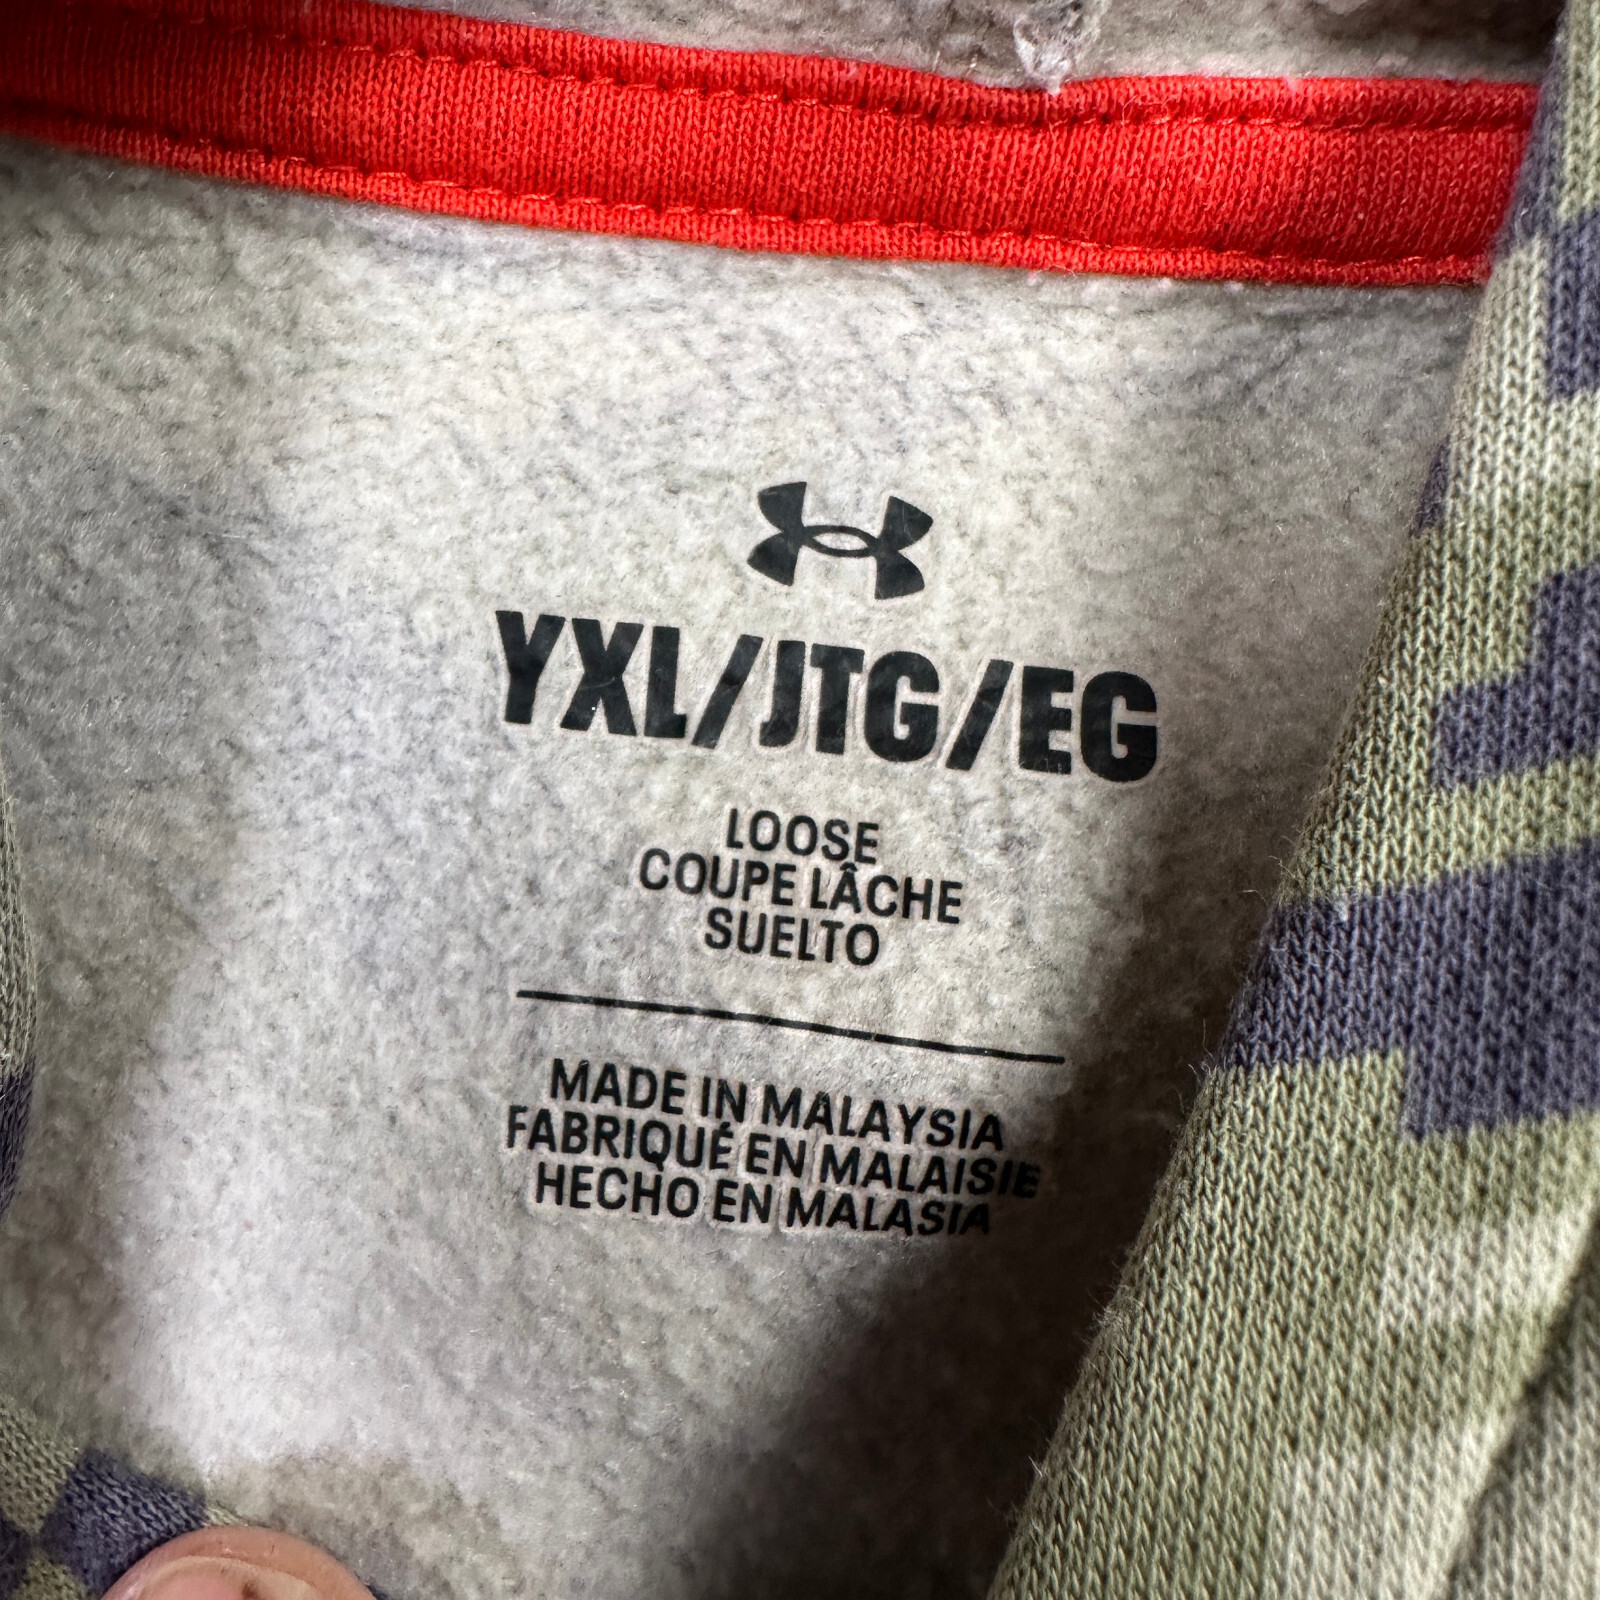 YXL/JTG/EG
LOOSE
COUPE LÂCHE
SUELTO
MADE IN MALAYSIA
FABRIQUÉ EN MALAISIE
HECHO EN MALASIA